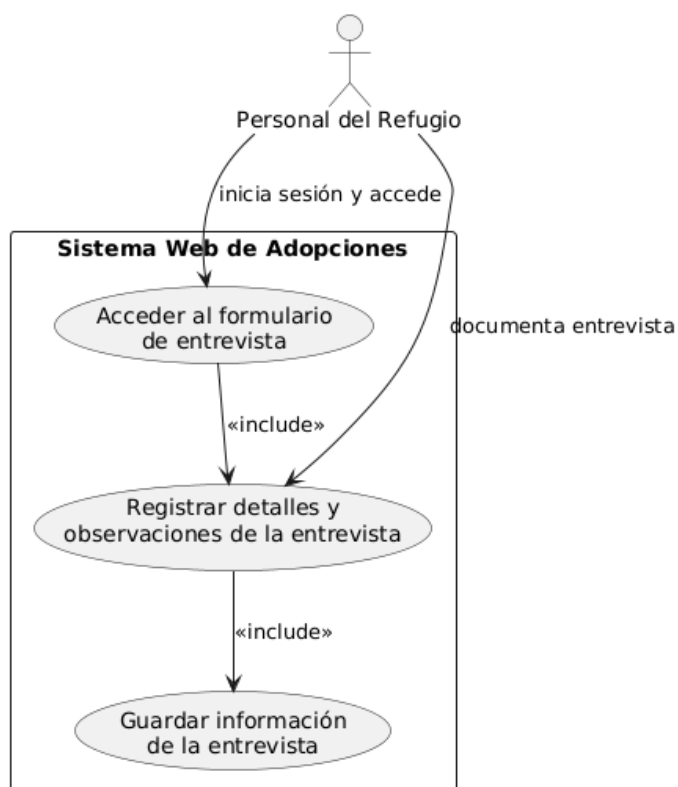 Personal del Refugio
inicia sesión y accede
Sistema Web de Adopciones
Acceder al formulario
de entrevista
documenta entrevista
«include»
Registrar detalles y
observaciones de la entrevista
«include»
Guardar información
de la entrevista